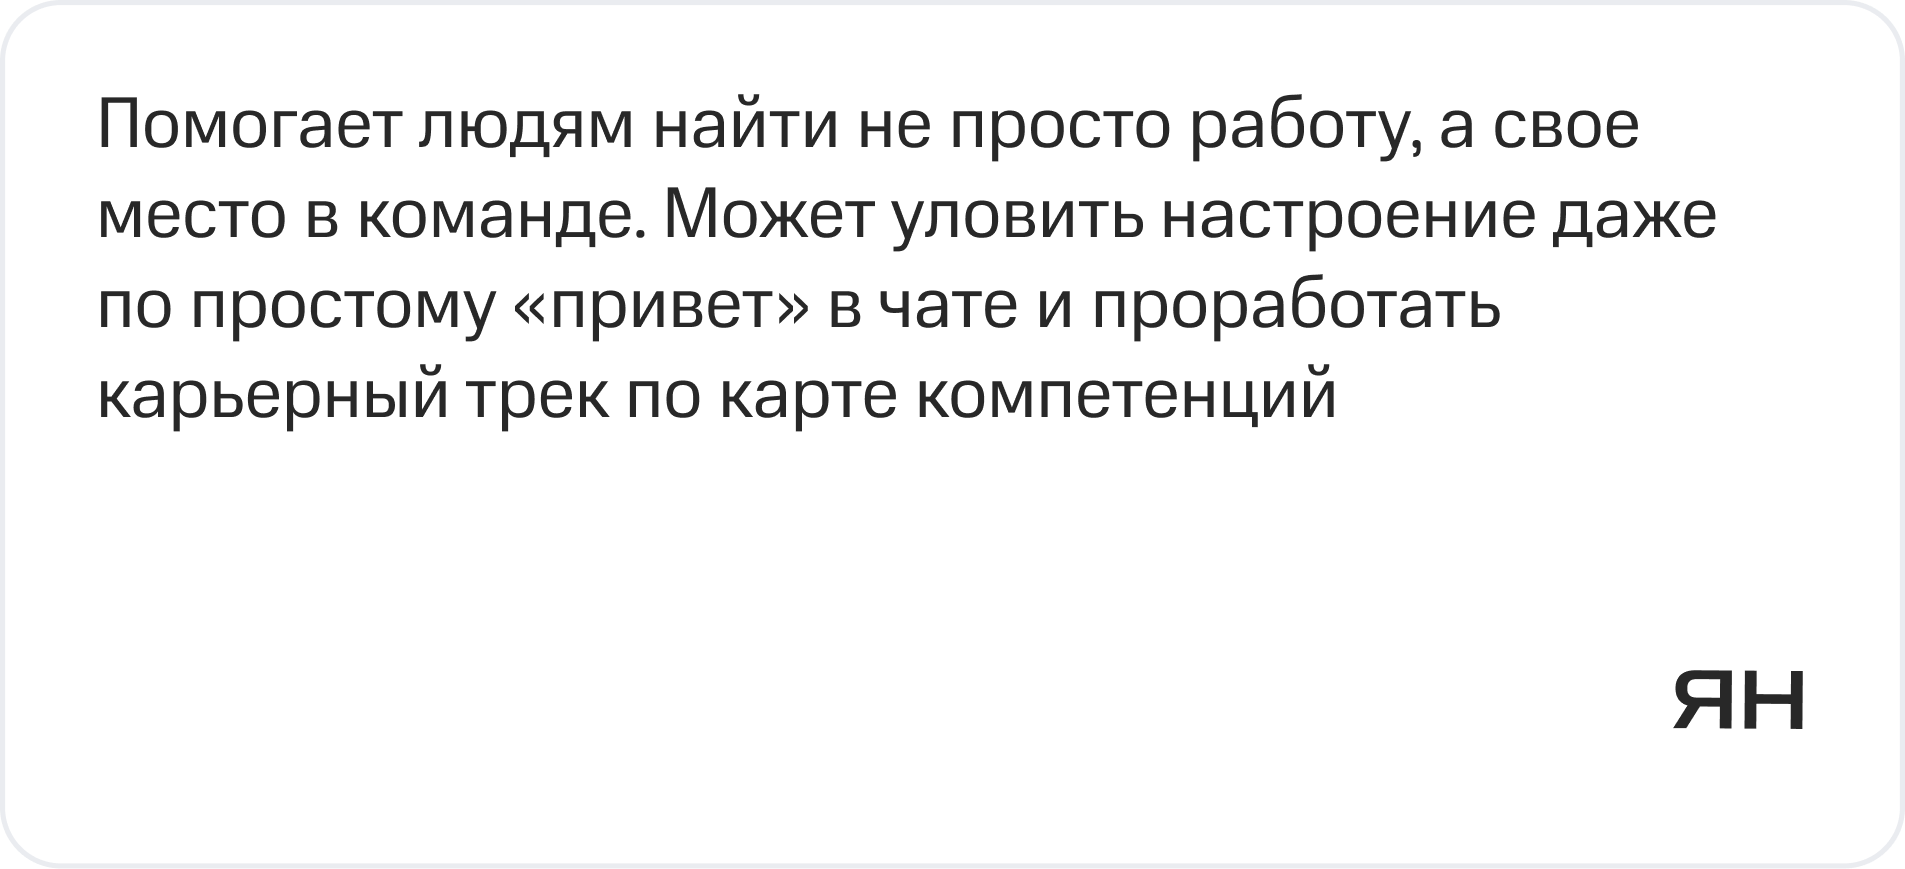 Помогает людям найти не просто работу, а свое
место в команде. Может уловить настроение даже
по простому «привет» в чате и проработать
карьерный трек по карте компетенций
ЯН